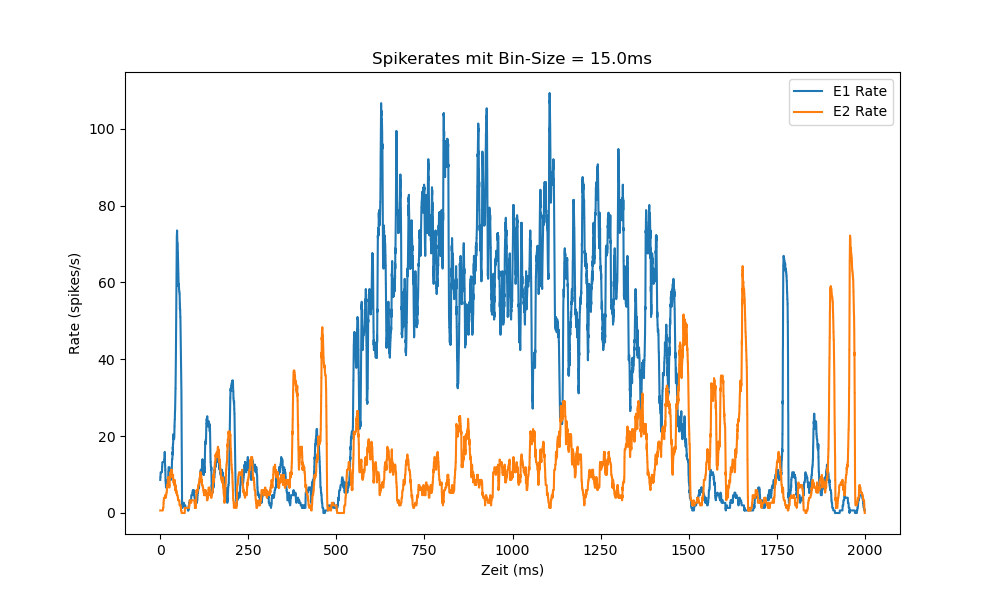 Spikerates mit Bin-Size = 15.0ms
E1 Rate
E2 Rate
Rate (spikes/s)
100
80
60
40
20
0
0 250 500 750 1000 1250 1500 1750 2000
Zeit (ms)